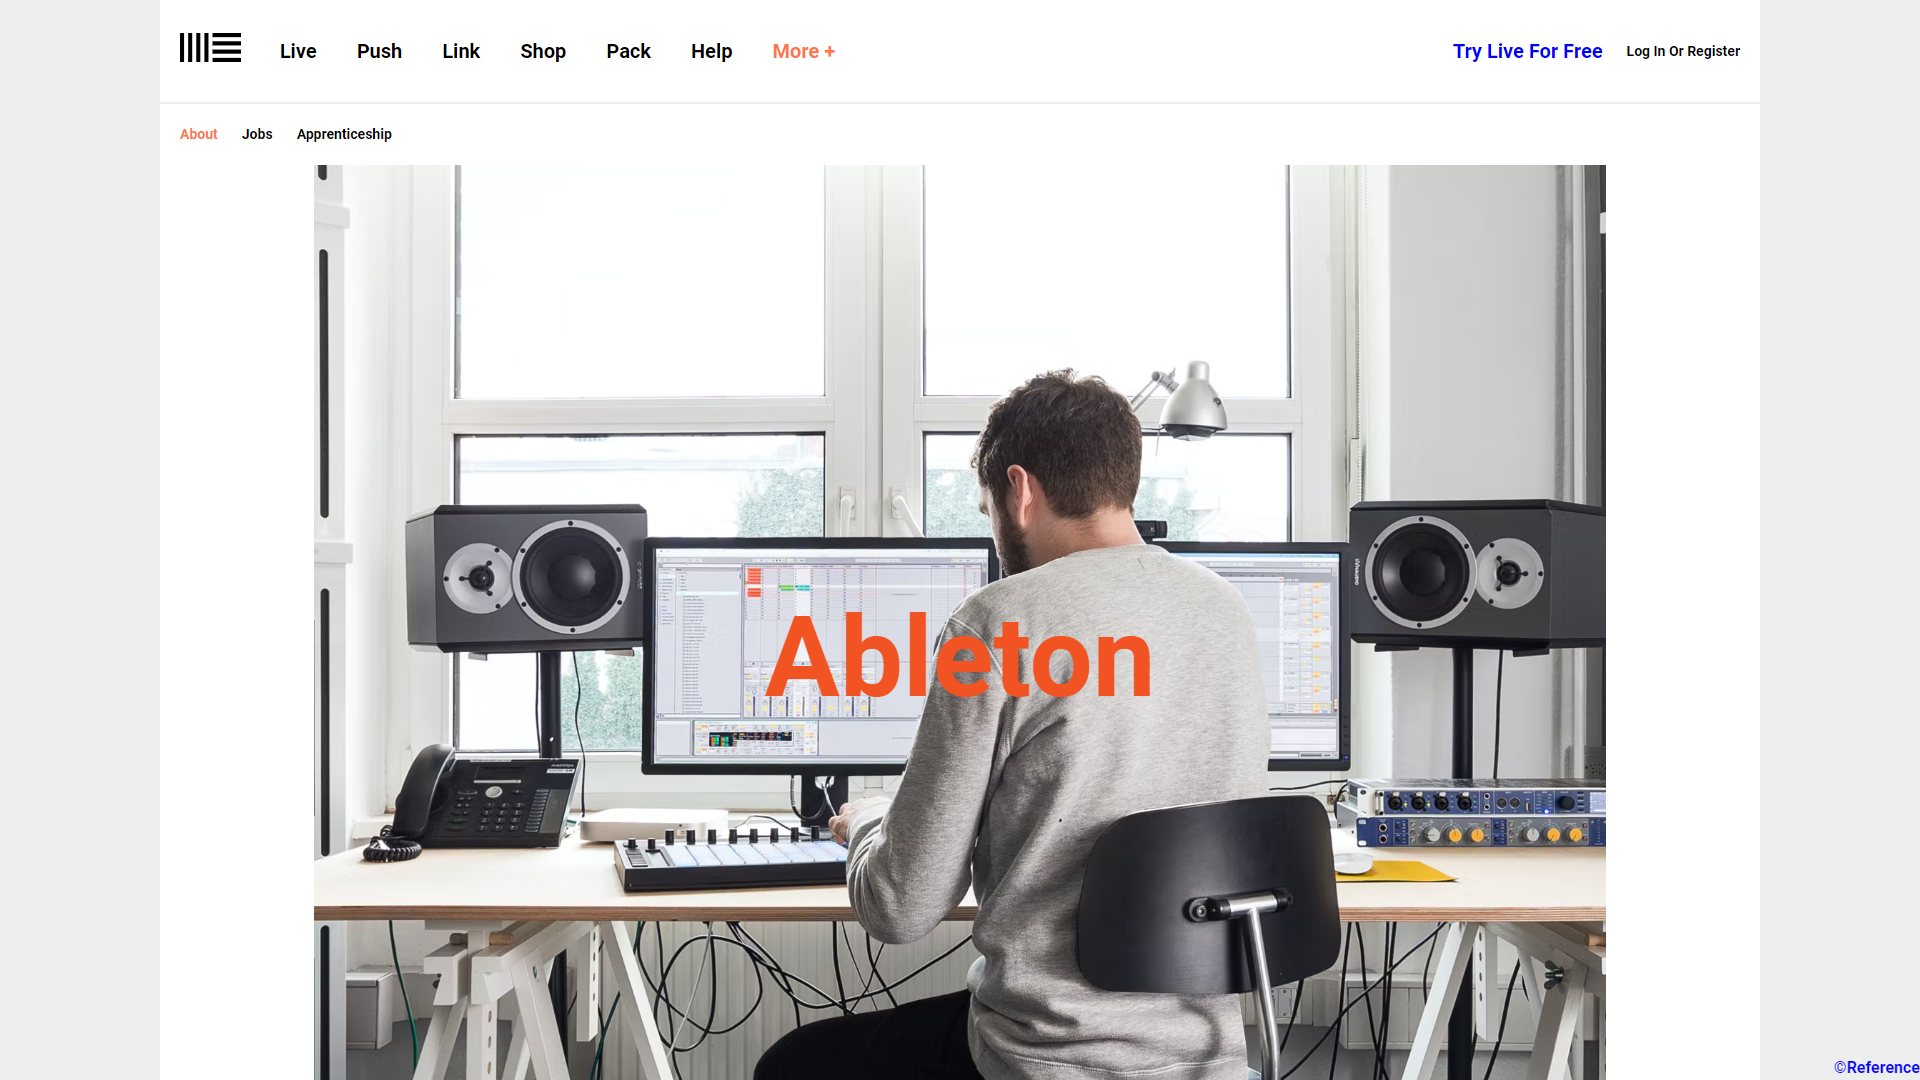 Live Push Link Shop Pack Help More + Try Live For Free Log In Or Register
About Jobs Apprenticeship
Ableton
©Reference